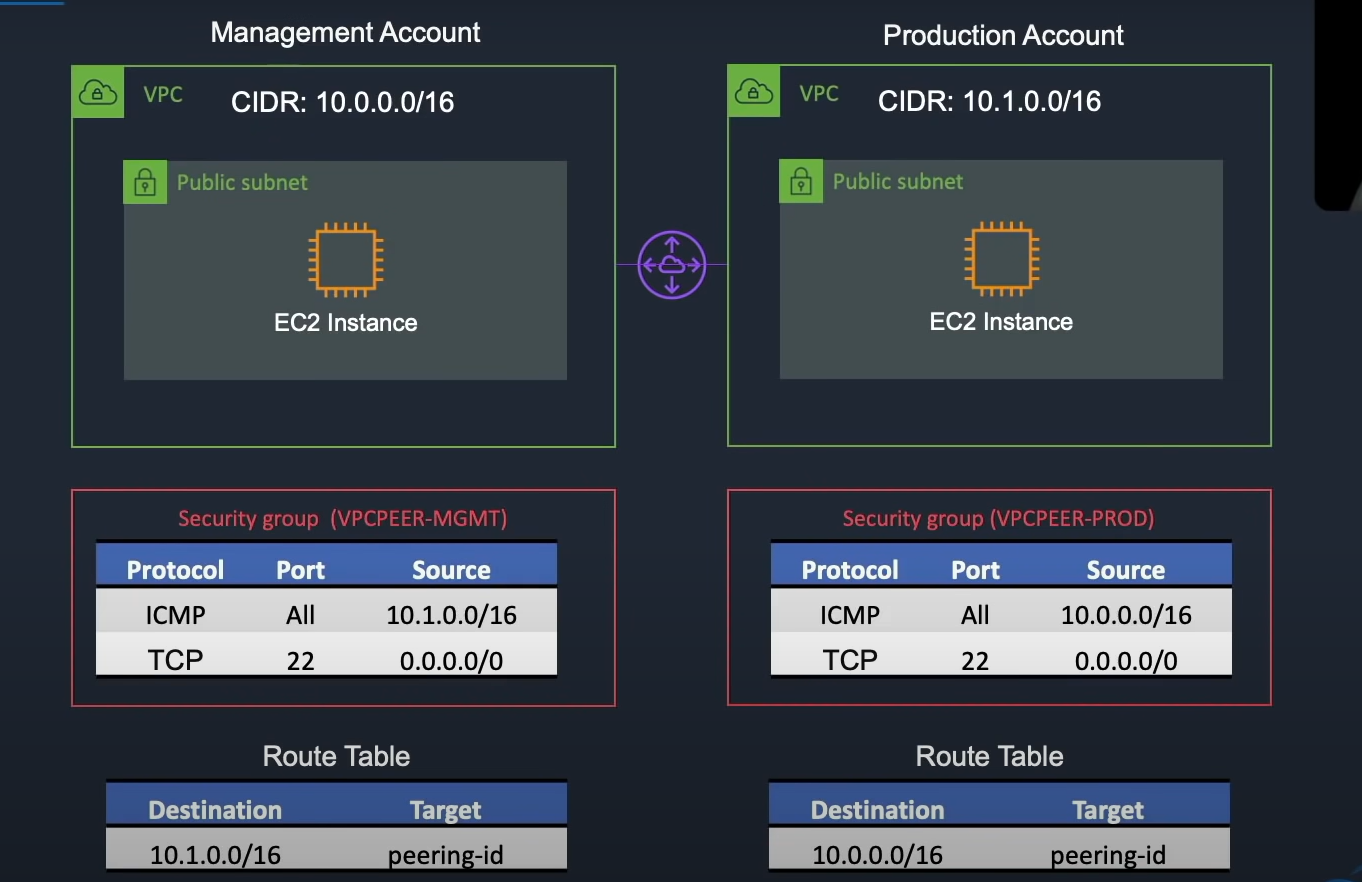 Management Account
VPC
CIDR: 10.0.0.0/16
Public subnet
EC2 Instance
Production Account
VPC
CIDR: 10.1.0.0/16
Public subnet
EC2 Instance
Security group (VPCPEER-MGMT)
Protocol Port Source
ICMP All 10.1.0.0/16
TCP 22 0.0.0.0/0
Security group (VPCPEER-PROD)
Protocol Port Source
ICMP All 10.0.0.0/16
TCP 22 0.0.0.0/0
Route Table
Destination Target
10.1.0.0/16 peering-id
Route Table
Destination Target
10.0.0.0/16 peering-id